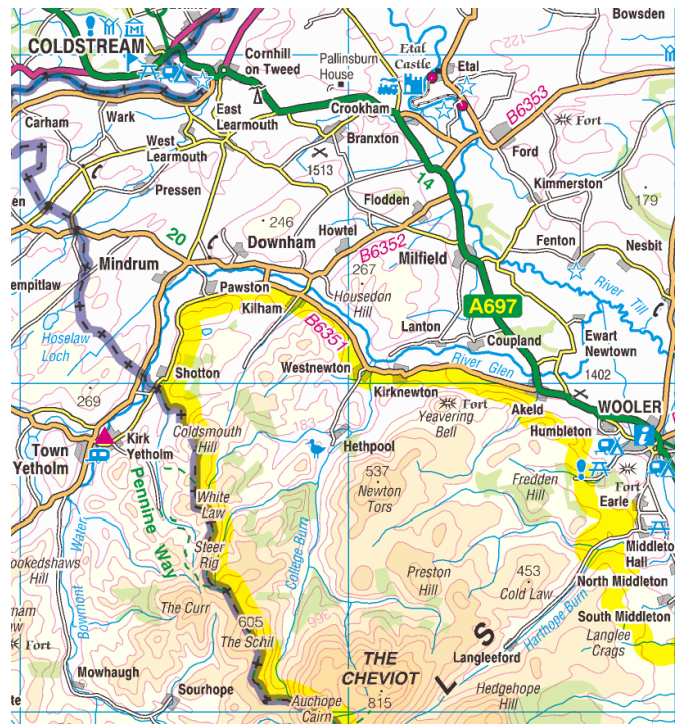 Bowsden
COLDSTREAM
122
Cornhill
on Tweed
Pallinsburn
House
Etal
Castle
Etal
Crookham
B6353
Carham
Wark
East
Learmouth
Fort
West
Learmouth
Branxton
Ford
1513
Pressen
14
Kimmerston
179
Flodden
20
246
Howtel
Fenton
Nesbit
Downham
B6352
Milfield
Mindrum
267
Housedon
Hill
River Till
Pawston
Kilham
A697
Hoselaw
Loch
B6351
Lanton
Coupland
Ewart
Newtown
River Glen
Westnewton
1402
Shotton
269
Kirknewton
Akeld
WOOLER
Fort
Yeavering
Bell
Humbleton
Coldsmouth
Hill
183
Town
Yetholm
Kirk
Yetholm
Hethpool
Fredden
Hill
Fort
537
Newton
Tors
Earle
Pennine Way
White
Law
Bowmont Water
Steer
Rig
College Burn
Middleton
Hall
Hill
Preston
Hill
453
Cold Law
North Middleton
The Curr
366
South Middleton
605
The Schil
L S
Harthope Burn
Langlee
Crags
Fort
THE
CHEVIOT
Langleeford
Mowhaugh
Sourhope
Auchope
Cairn
815
Hedgehope
Hill